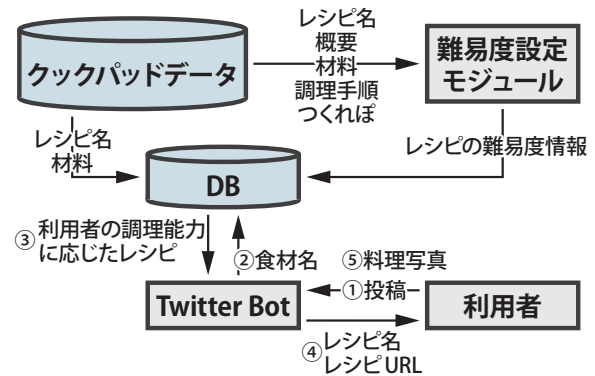 クックパッドデータ
レシピ名
概要
材料
調理手順
つくれぽ
難易度設定
モジュール
レシピ名
材料
レシピの難易度情報
DB
③利用者の調理能力
に応じたレシピ
②食材名
⑤料理写真
①投稿
Twitter Bot
利用者
④レシピ名
レシピURL